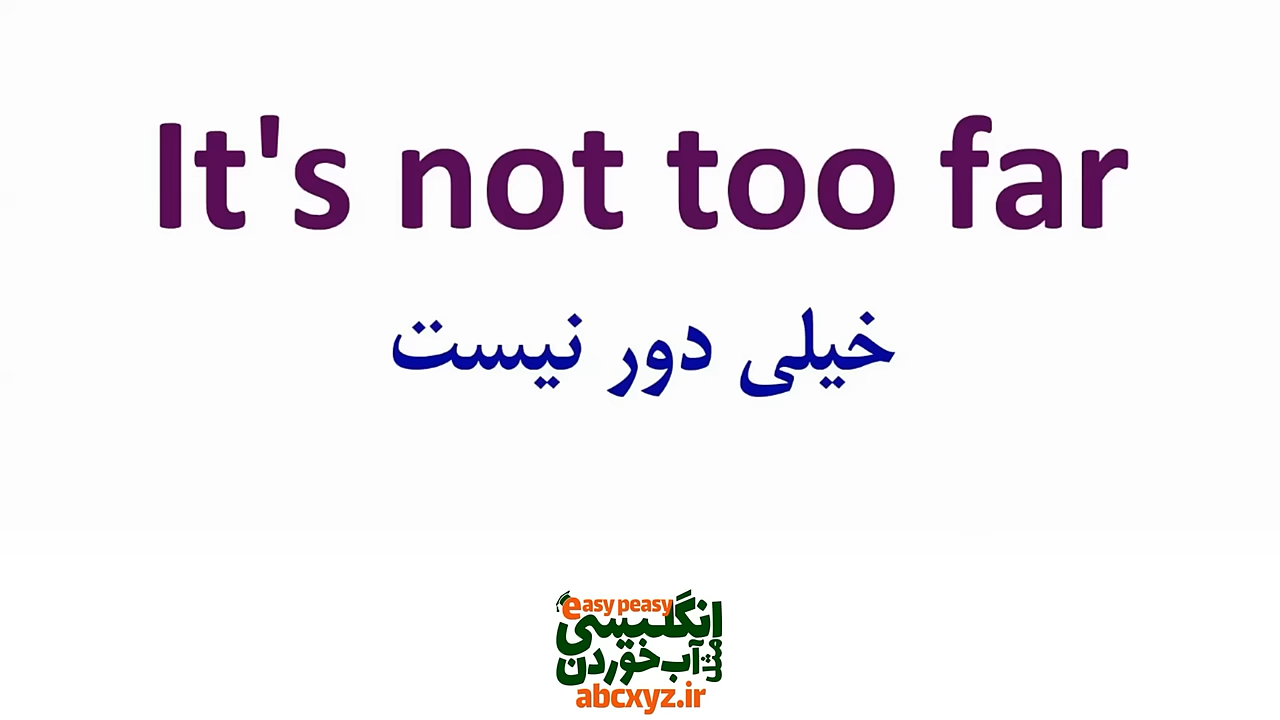 It's not too far
خیلی دور نیست
easy peasy
انگلیسی
مثل آب خوردن
abcxyz.ir